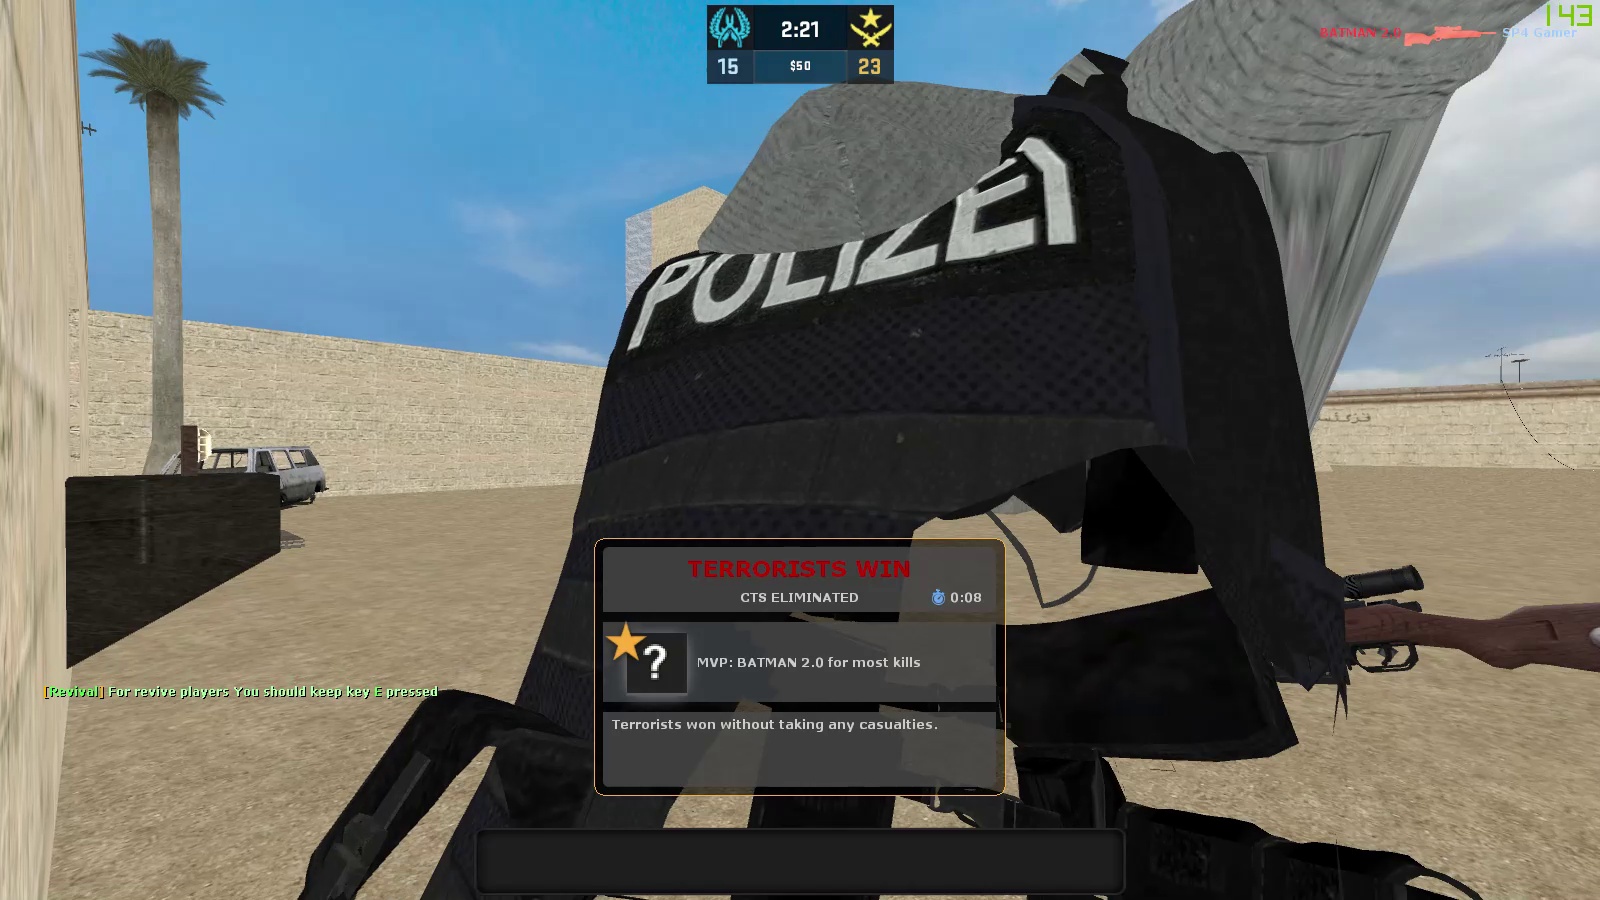 143
2:21
BATMAN 2.0 SP4 Gamer
15 $50 23
POLIZEI
TERRORISTS WIN
CTS ELIMINATED 0:08
? MVP: BATMAN 2.0 for most kills
[Revival] For revive players You should keep key E pressed
Terrorists won without taking any casualties.